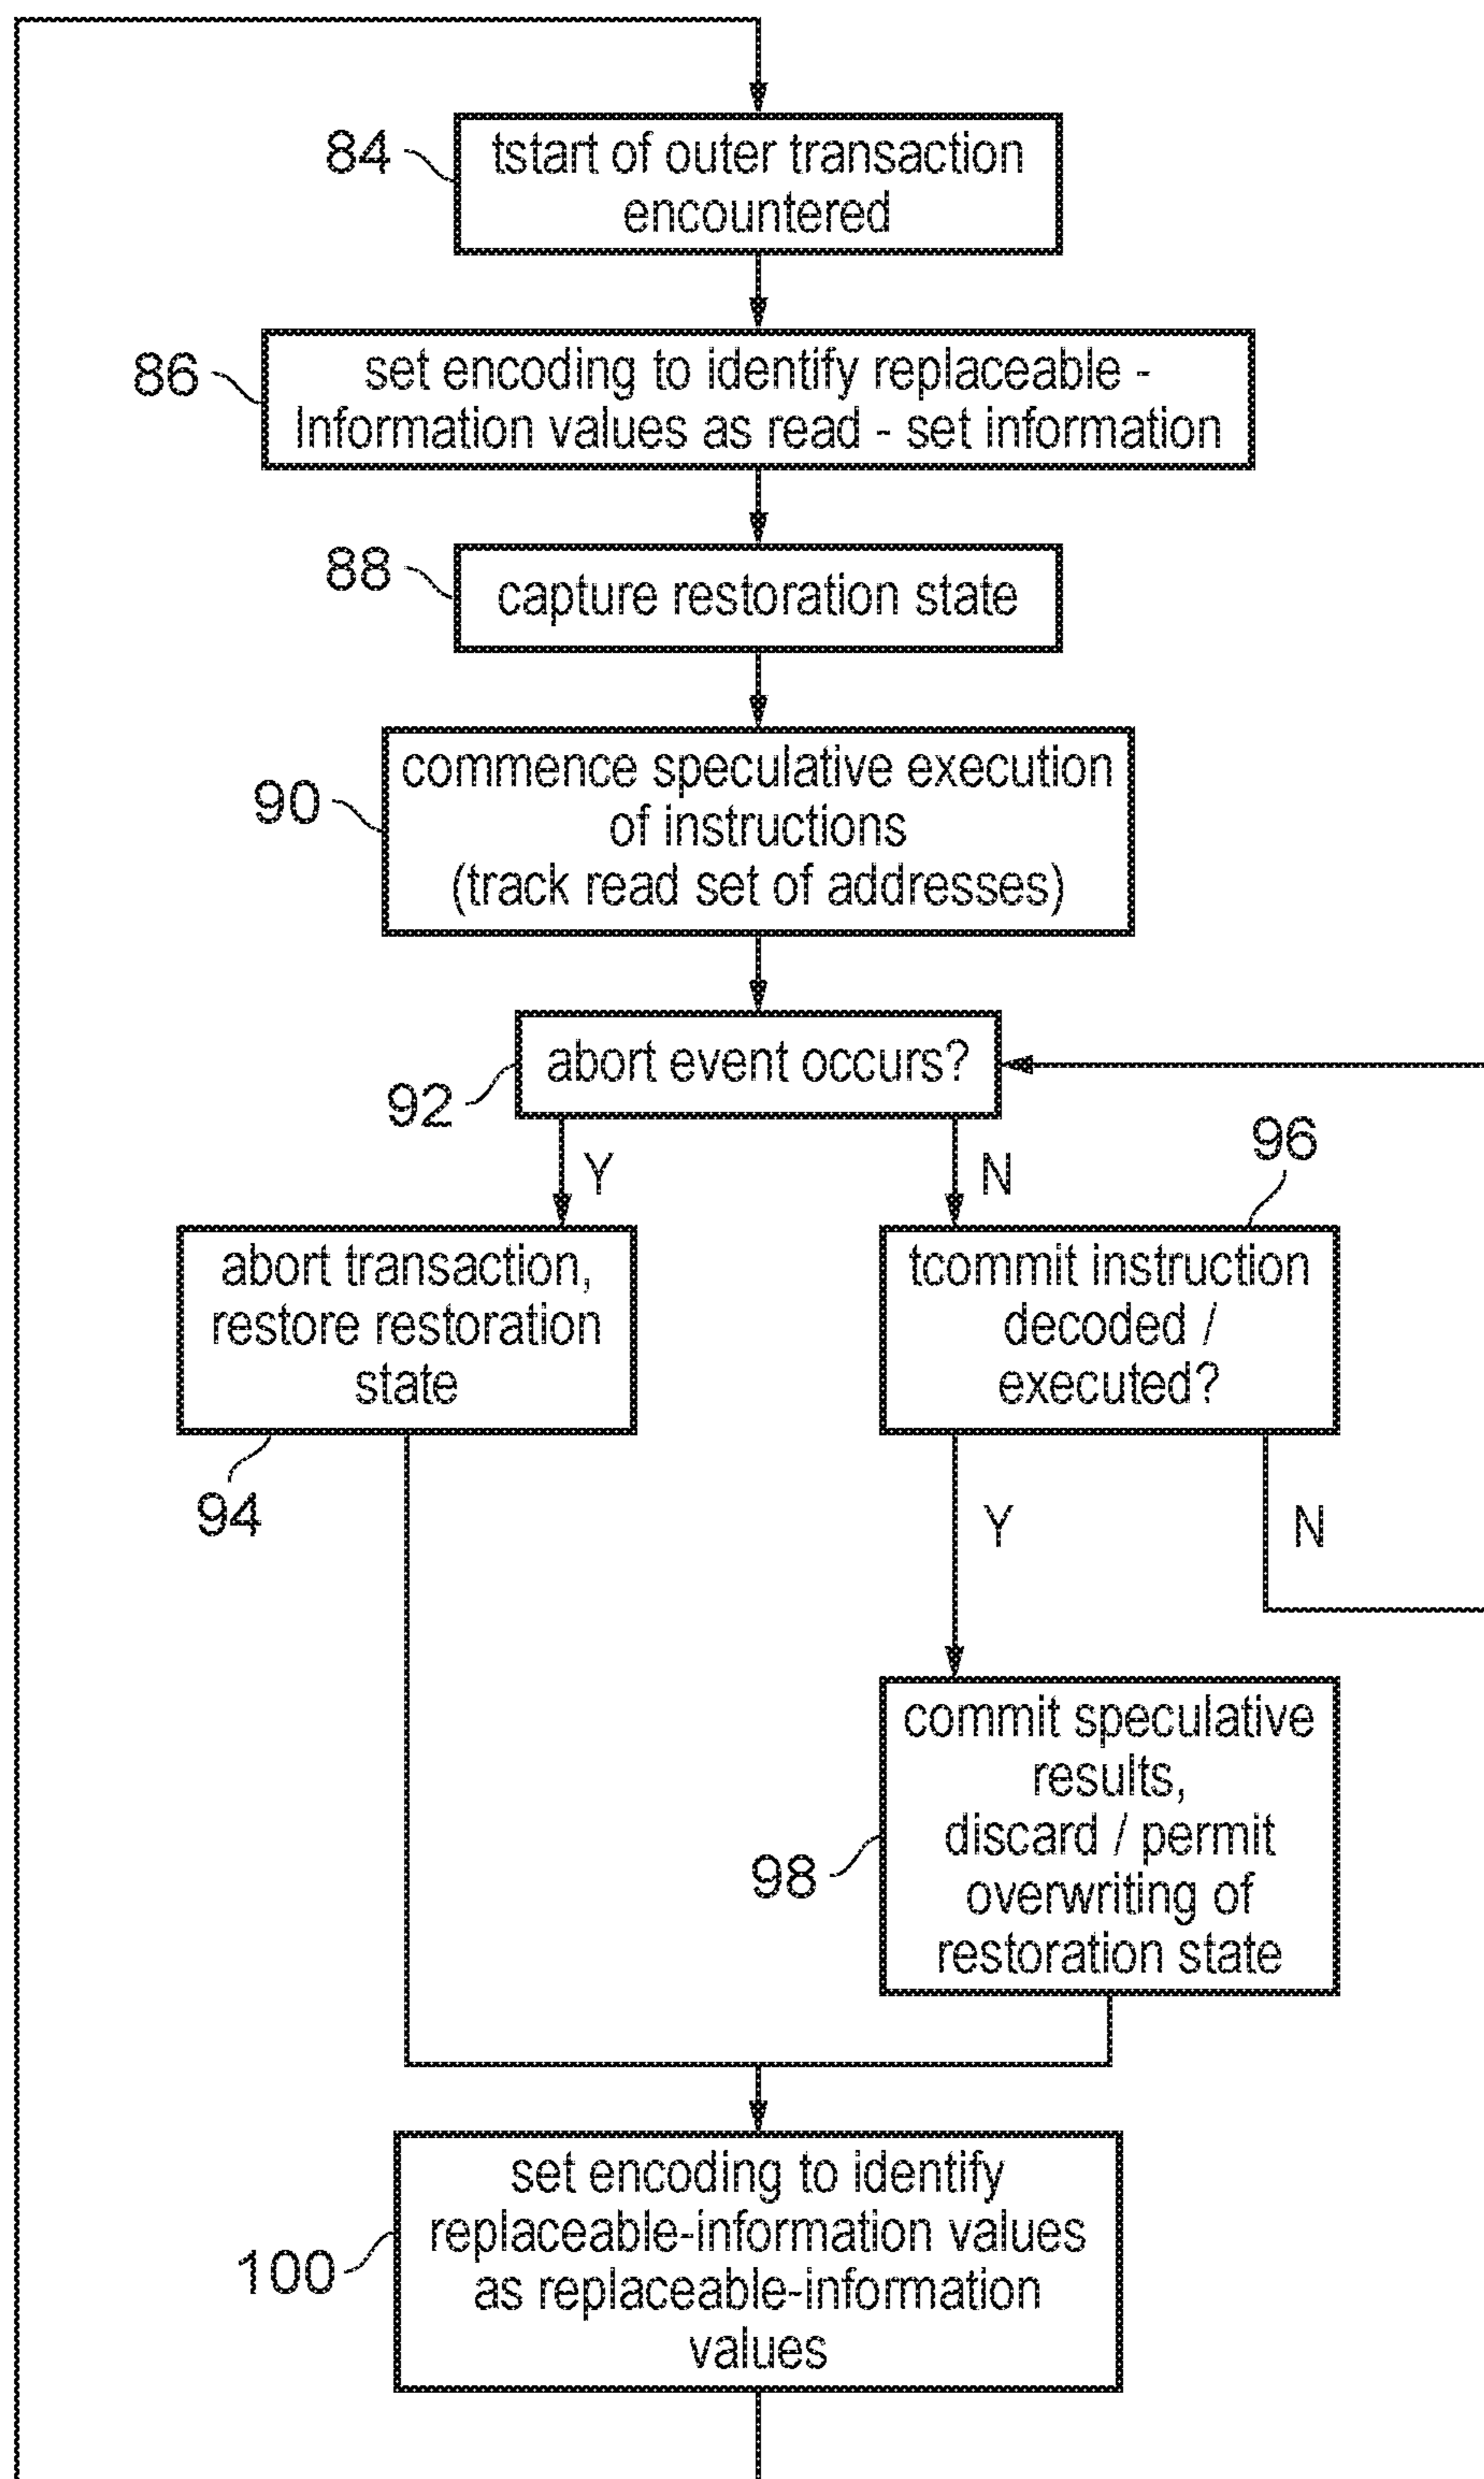 84
tstart of outer transaction
encountered
86
set encoding to identify replaceable -
Information values as read - set information
88
capture restoration state
90
commence speculative execution
of instructions
(track read set of addresses)
92
abort event occurs?
Y
N
96
abort transaction,
restore restoration
state
94
tcommit instruction
decoded /
executed?
Y
N
98
commit speculative
results,
discard / permit
overwriting of
restoration state
100
set encoding to identify
replaceable-information values
as replaceable-information
values